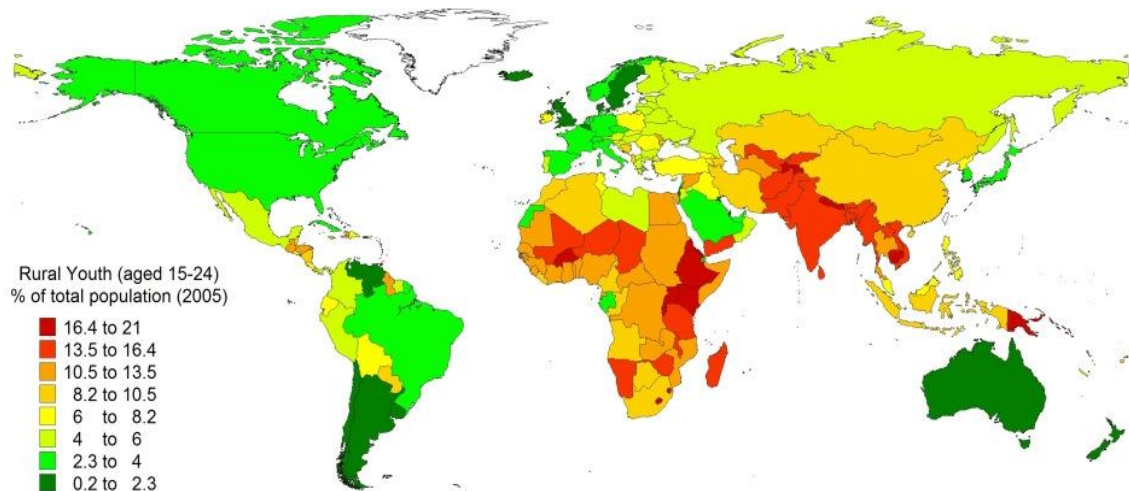 Rural Youth (aged 15-24)
% of total population (2005)
16.4 to 21
13.5 to 16.4
10.5 to 13.5
8.2 to 10.5
6 to 8.2
4 to 6
2.3 to 4
0.2 to 2.3